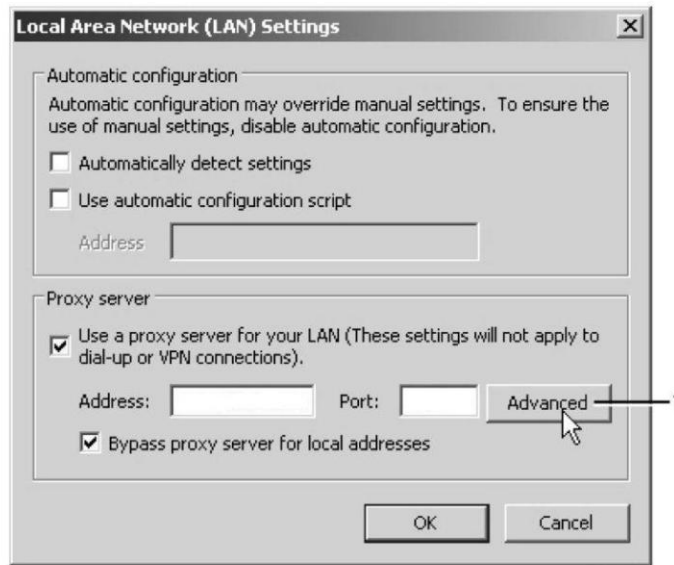 Local Area Network (LAN) Settings
Automatic configuration
Automatic configuration may override manual settings. To ensure the
use of manual settings, disable automatic configuration.
Automatically detect settings
Use automatic configuration script
Address
Proxy server
Use a proxy server for your LAN (These settings will not apply to
dial-up or VPN connections).
Address: Port: Advanced
Bypass proxy server for local addresses
OK Cancel